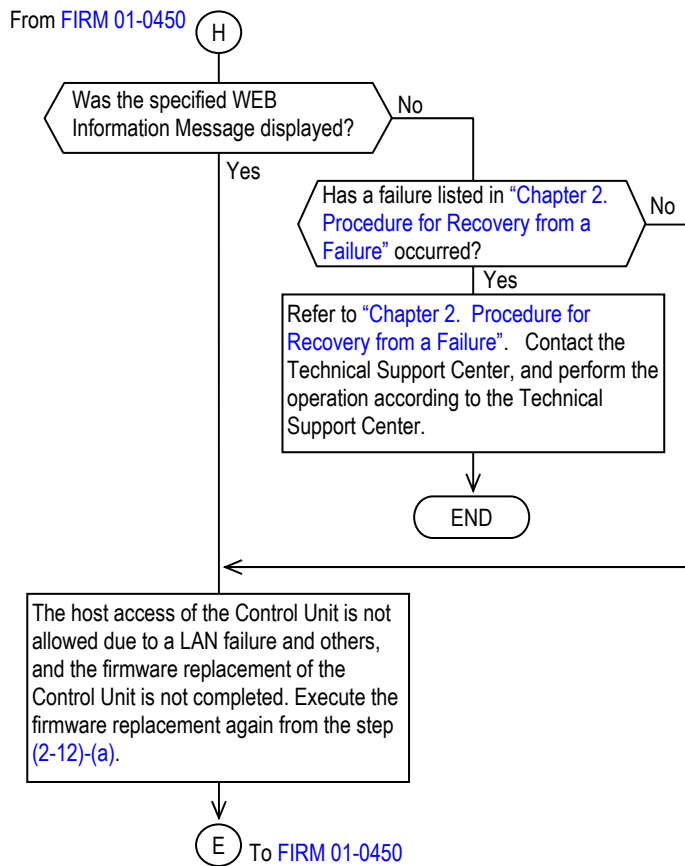 From FIRM 01-0450
H
Was the specified WEB
Information Message displayed?
No
Yes
Has a failure listed in “Chapter 2.
Procedure for Recovery from a
Failure” occurred?
No
Yes
Refer to “Chapter 2. Procedure for
Recovery from a Failure”. Contact the
Technical Support Center, and perform the
operation according to the Technical
Support Center.
END
The host access of the Control Unit is not
allowed due to a LAN failure and others,
and the firmware replacement of the
Control Unit is not completed. Execute the
firmware replacement again from the step
(2-12)-(a).
E
To FIRM 01-0450